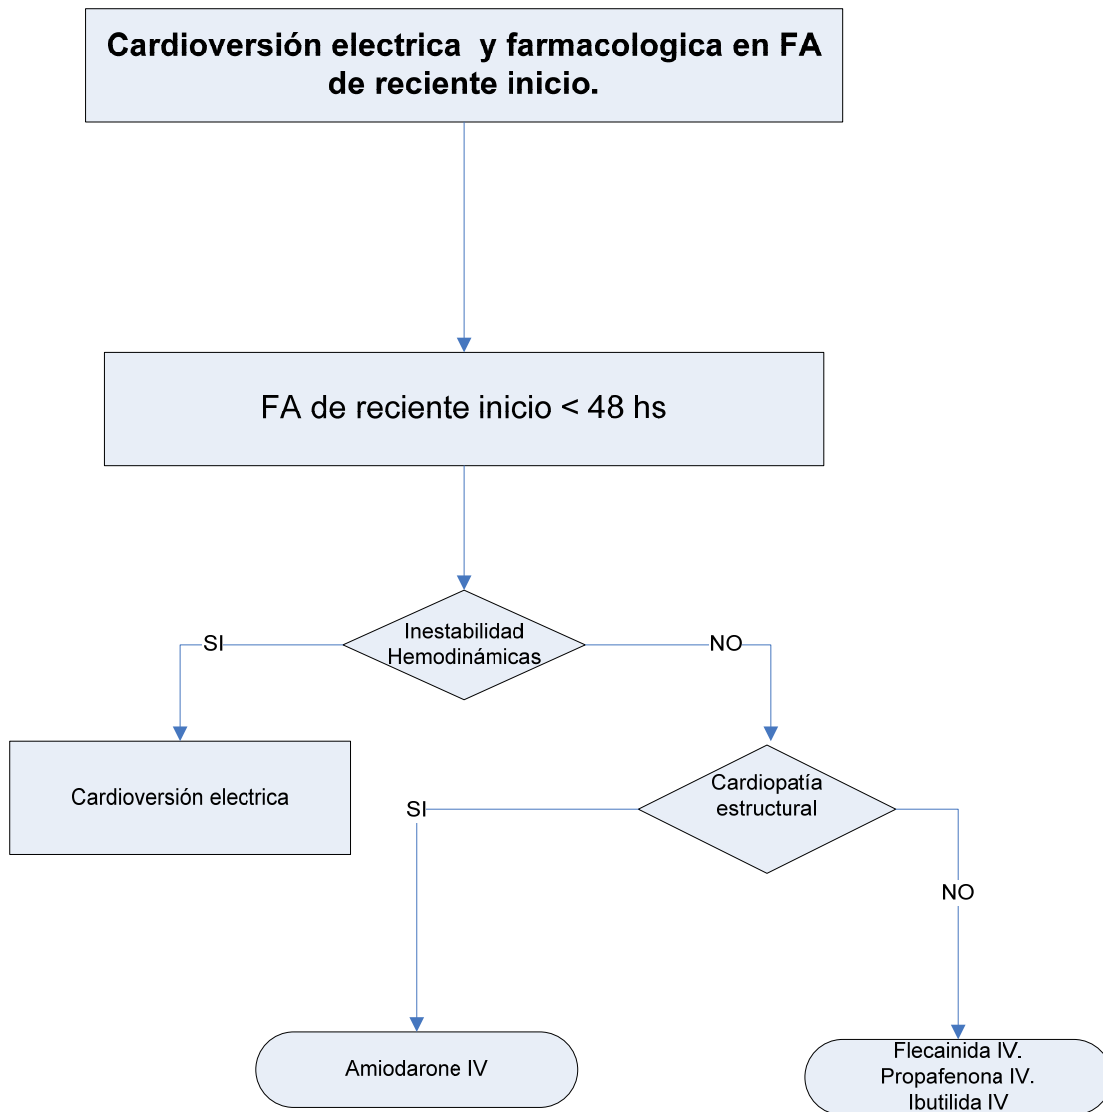 Cardioversión electrica y farmacologica en FA
de reciente inicio.
FA de reciente inicio < 48 hs
Inestabilidad
Hemodinámicas
SI
NO
Cardioversión electrica
Cardiopatía
estructural
SI
NO
Amiodarone IV
Flecainida IV.
Propafenona IV.
Ibutilida IV